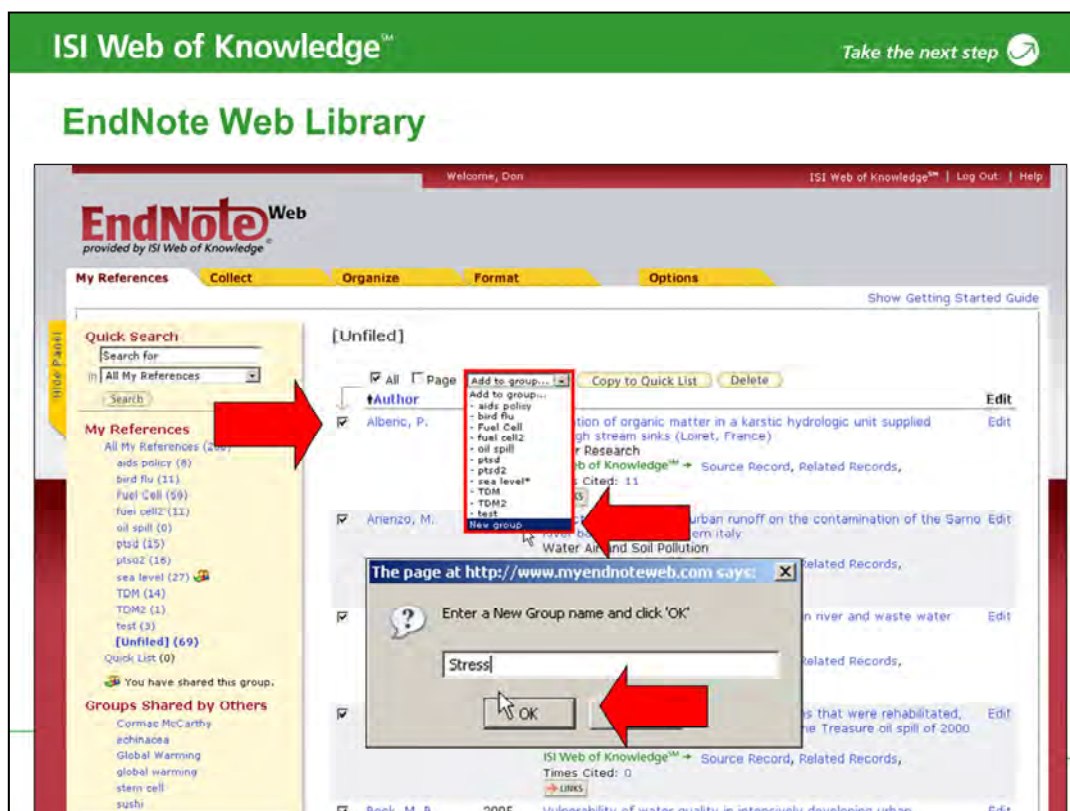 ISI Web of Knowledge℠
Take the next step
EndNote Web Library
Welcome, Don
ISI Web of Knowledge℠ | Log Out | Help
EndNote Web
provided by ISI Web of Knowledge
My References
Collect
Organize
Format
Options
Show Getting Started Guide
Hide Panel
Quick Search
Search for
in All My References
Search
My References
All My References
aids policy (8)
bird flu (11)
Fuel Cell (59)
fuel cell2 (11)
oil spill (0)
ptsd (15)
ptsd2 (16)
sea level (27)
TDM (14)
TDM2 (1)
test (3)
[Unfiled] (69)
Quick List (0)
You have shared this group.
Groups Shared by Others
Cormac McCarthy
echinacea
Global Warming
global warming
stem cell
sushi
[Unfiled]
All Page Add to group... Copy to Quick List Delete
Author
Edit
Add to group...
- aids policy
- bird flu
- Fuel Cell
- fuel cell2
- oil spill
- ptsd
- ptsd2
- sea level*
- TDM
- TDM2
- test
New group
Alberic, P.
tion of organic matter in a karstic hydrologic unit supplied
gh stream sinks (Loiret, France)
r Research
eb of Knowledge℠ Source Record, Related Records,
s Cited: 11
Edit
Arienzo, M.
urban runoff on the contamination of the Sarno
ern italy
Water Air and Soil Pollution
elated Records,
Edit
n river and waste water
elated Records,
Edit
The page at http://www.myendnoteweb.com says:
Enter a New Group name and click 'OK'
Stress
OK
s that were rehabilitated,
he Treasure oil spill of 2000
Edit
ISI Web of Knowledge℠ Source Record, Related Records,
Times Cited: 0
LINKS
2005
Vulnerability of water quality in intensively developing urban
Edit